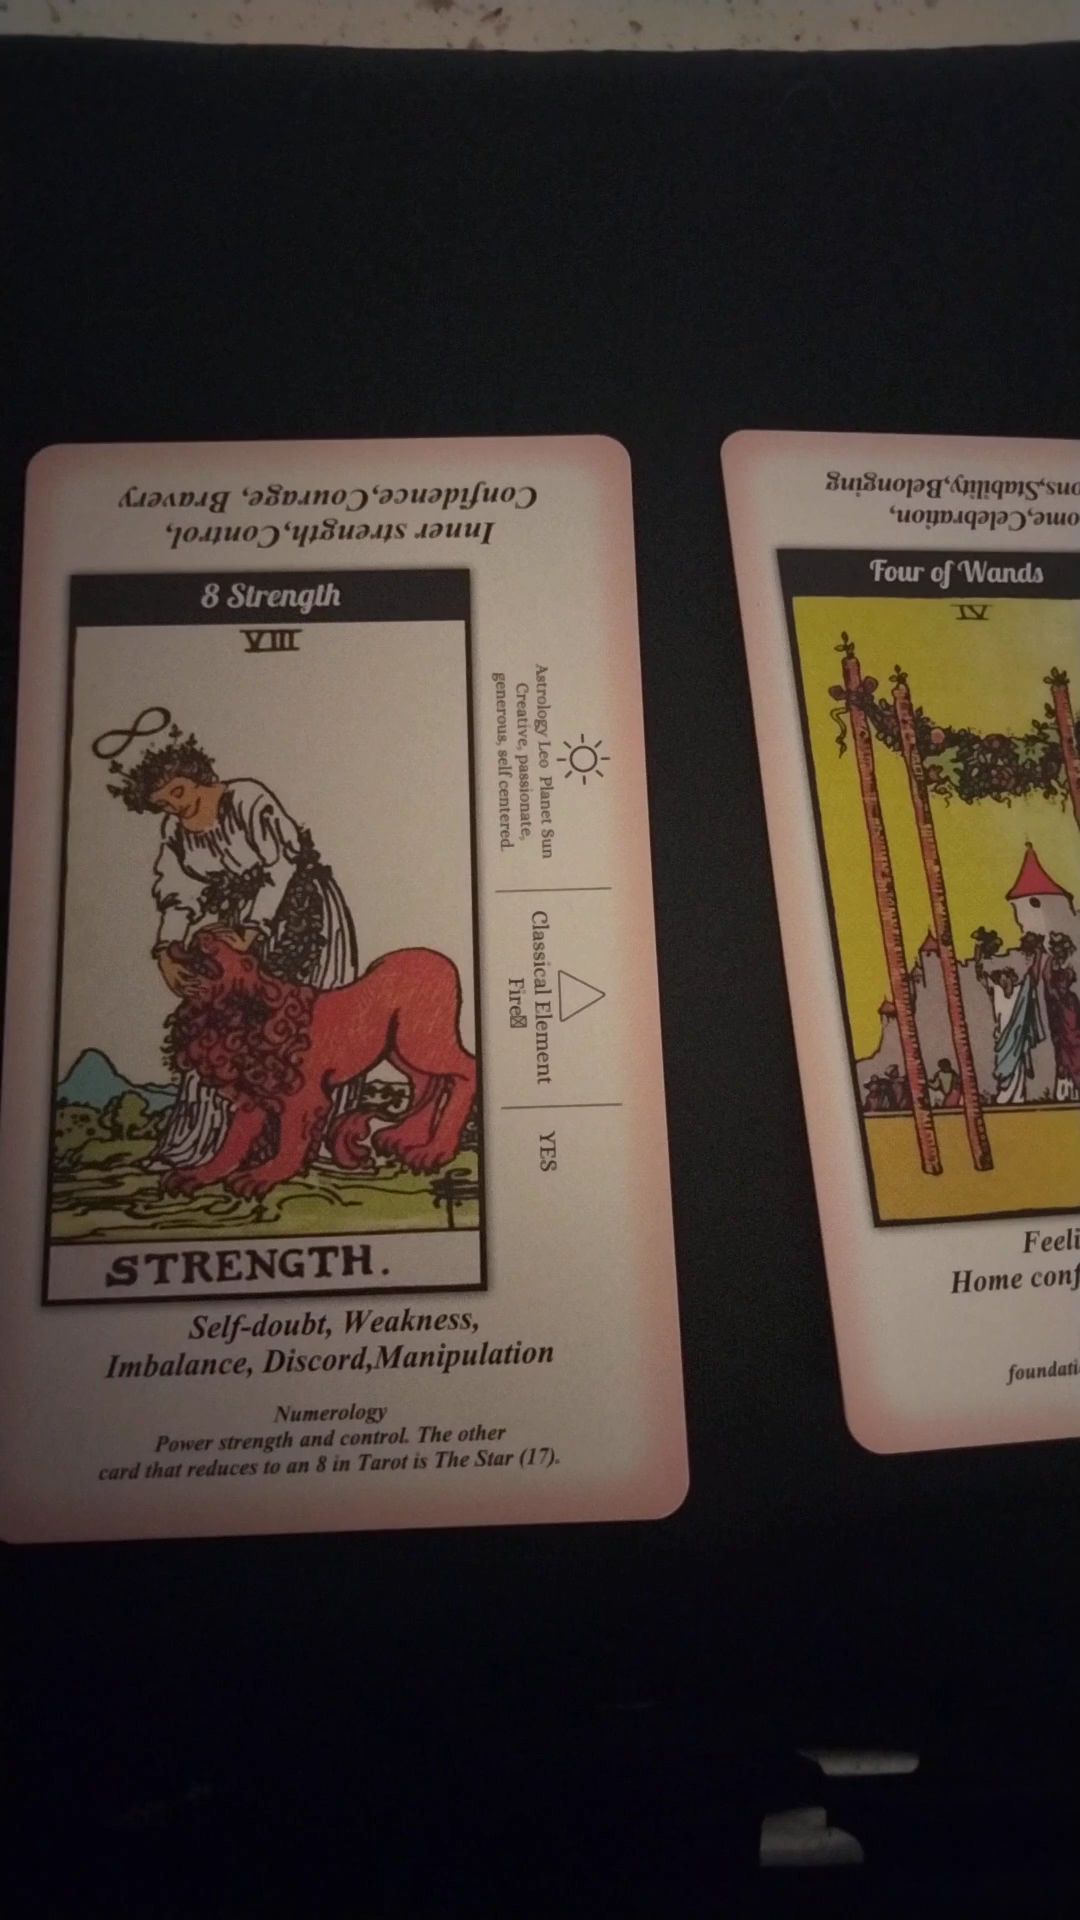 Confidence,Courage, Bravery
Inner strength,Control,
8 Strength
VIII
Astrology Leo Planet Sun
Creative, passionate,
generous, self centered.
Classical Element
Fire
YES
STRENGTH.
Self-doubt, Weakness,
Imbalance, Discord,Manipulation
Numerology
Power strength and control. The other
card that reduces to an 8 in Tarot is The Star (17).
ons,Stability,Belonging
ome,Celebration,
Four of Wands
IV
Feeli
Home conf
foundati